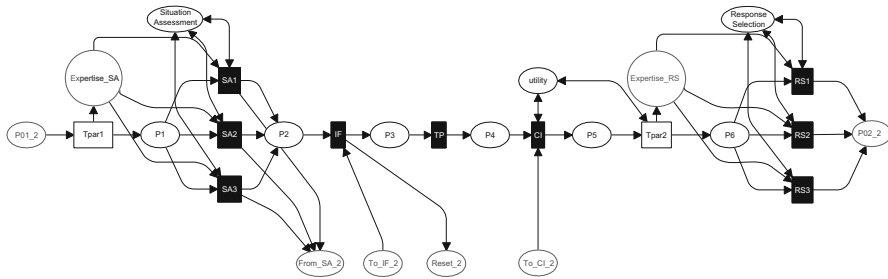 Situation
Assessment
Response
Selection
Expertise_SA
SA1
utility
Expertise_RS
RS1
P01_2
Tpar1
P1
SA2
P2
IF
P3
TP
P4
CI
P5
Tpar2
P6
RS2
P02_2
SA3
RS3
From_SA_2
To_IF_2
Reset_2
To_CI_2